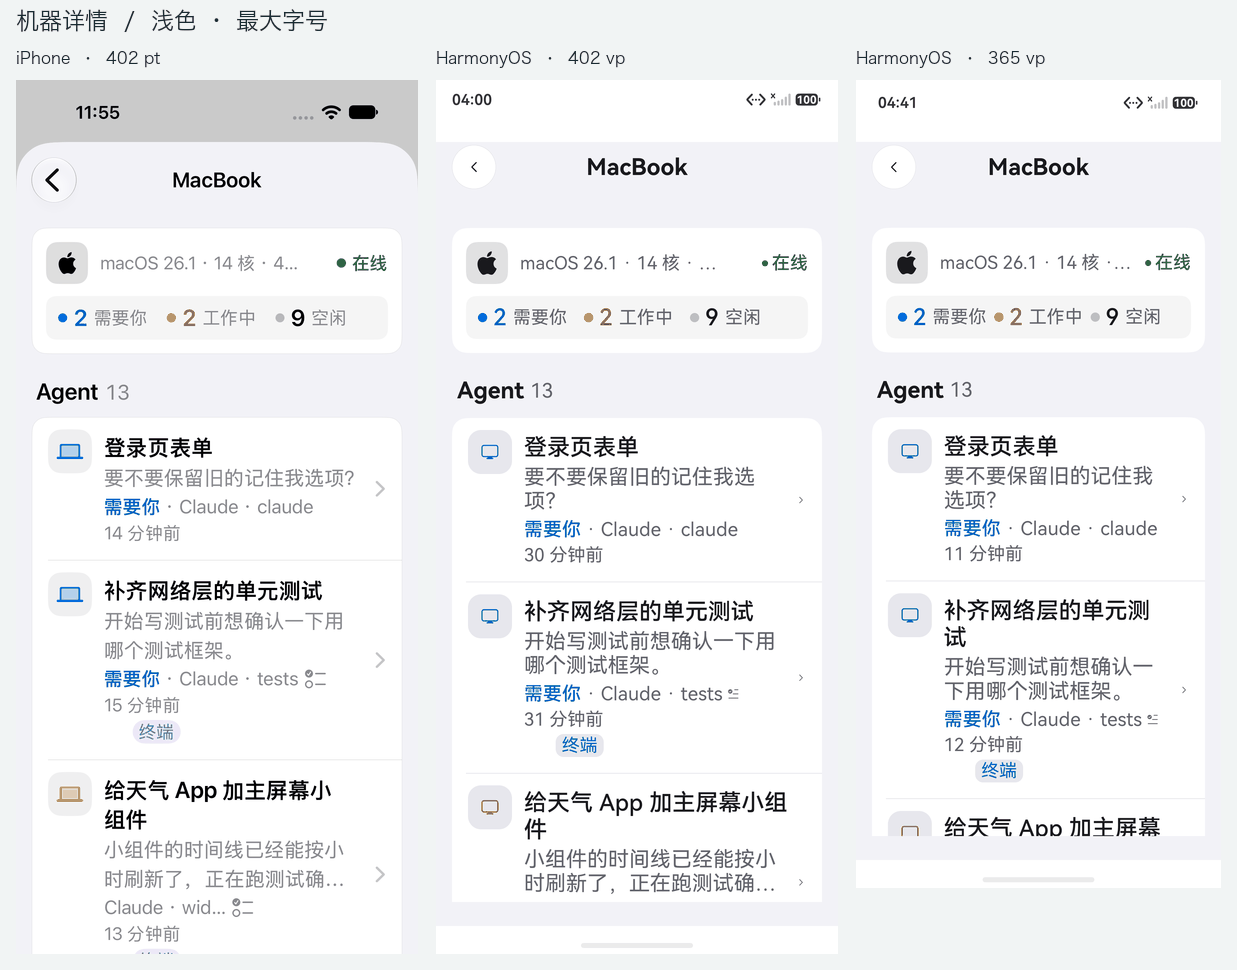 机器详情 / 浅色 · 最大字号
iPhone · 402 pt
11:55
MacBook
macOS 26.1 · 14 核 · 4...
在线
2 需要你
2 工作中
9 空闲
Agent 13
登录页表单
要不要保留旧的记住我选项?
需要你 · Claude · claude
14 分钟前
补齐网络层的单元测试
开始写测试前想确认一下用
哪个测试框架。
需要你 · Claude · tests
15 分钟前
终端
给天气 App 加主屏幕小
组件
小组件的时间线已经能按小
时刷新了，正在跑测试确...
Claude · wid...
13 分钟前
HarmonyOS · 402 vp
04:00
100
MacBook
macOS 26.1 · 14 核 · ...
在线
2 需要你
2 工作中
9 空闲
Agent 13
登录页表单
要不要保留旧的记住我选
项?
需要你 · Claude · claude
30 分钟前
补齐网络层的单元测试
开始写测试前想确认一下用
哪个测试框架。
需要你 · Claude · tests
31 分钟前
终端
给天气 App 加主屏幕小组
件
小组件的时间线已经能按小
时刷新了，正在跑测试确...
HarmonyOS · 365 vp
04:41
100
MacBook
macOS 26.1 · 14 核 · ...
在线
2 需要你
2 工作中
9 空闲
Agent 13
登录页表单
要不要保留旧的记住我
选项?
需要你 · Claude · claude
11 分钟前
补齐网络层的单元测
试
开始写测试前想确认一
下用哪个测试框架。
需要你 · Claude · tests
12 分钟前
终端
给天气 App 加主屏幕